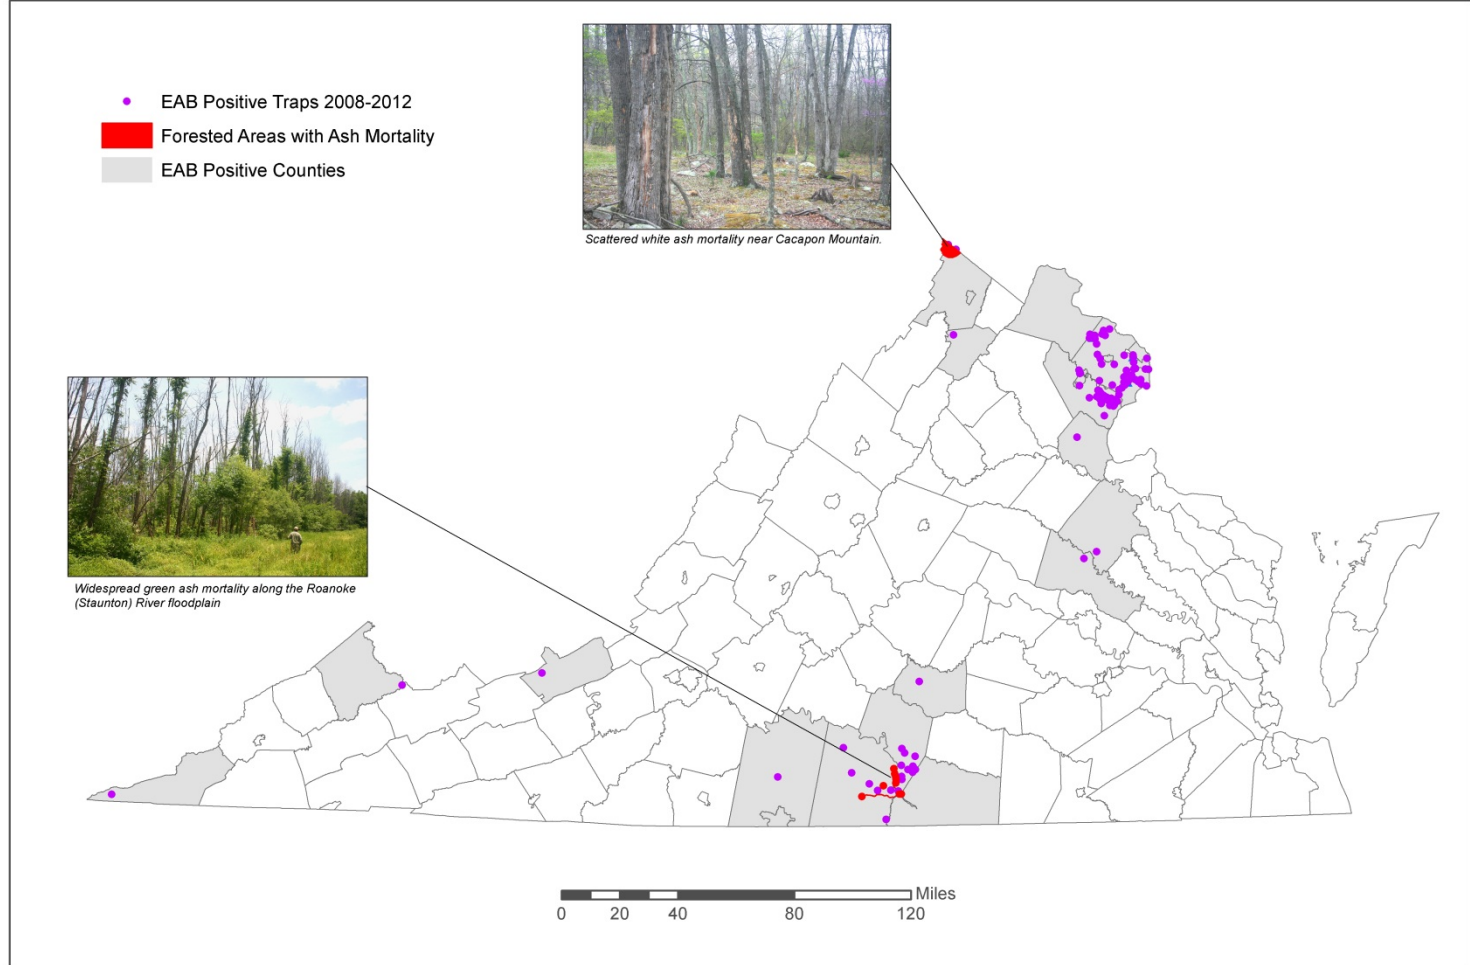 EAB Positive Traps 2008-2012
Forested Areas with Ash Mortality
EAB Positive Counties
Scattered white ash mortality near Cacapon Mountain.
Widespread green ash mortality along the Roanoke
(Staunton) River floodplain
Miles
0 20 40 80 120